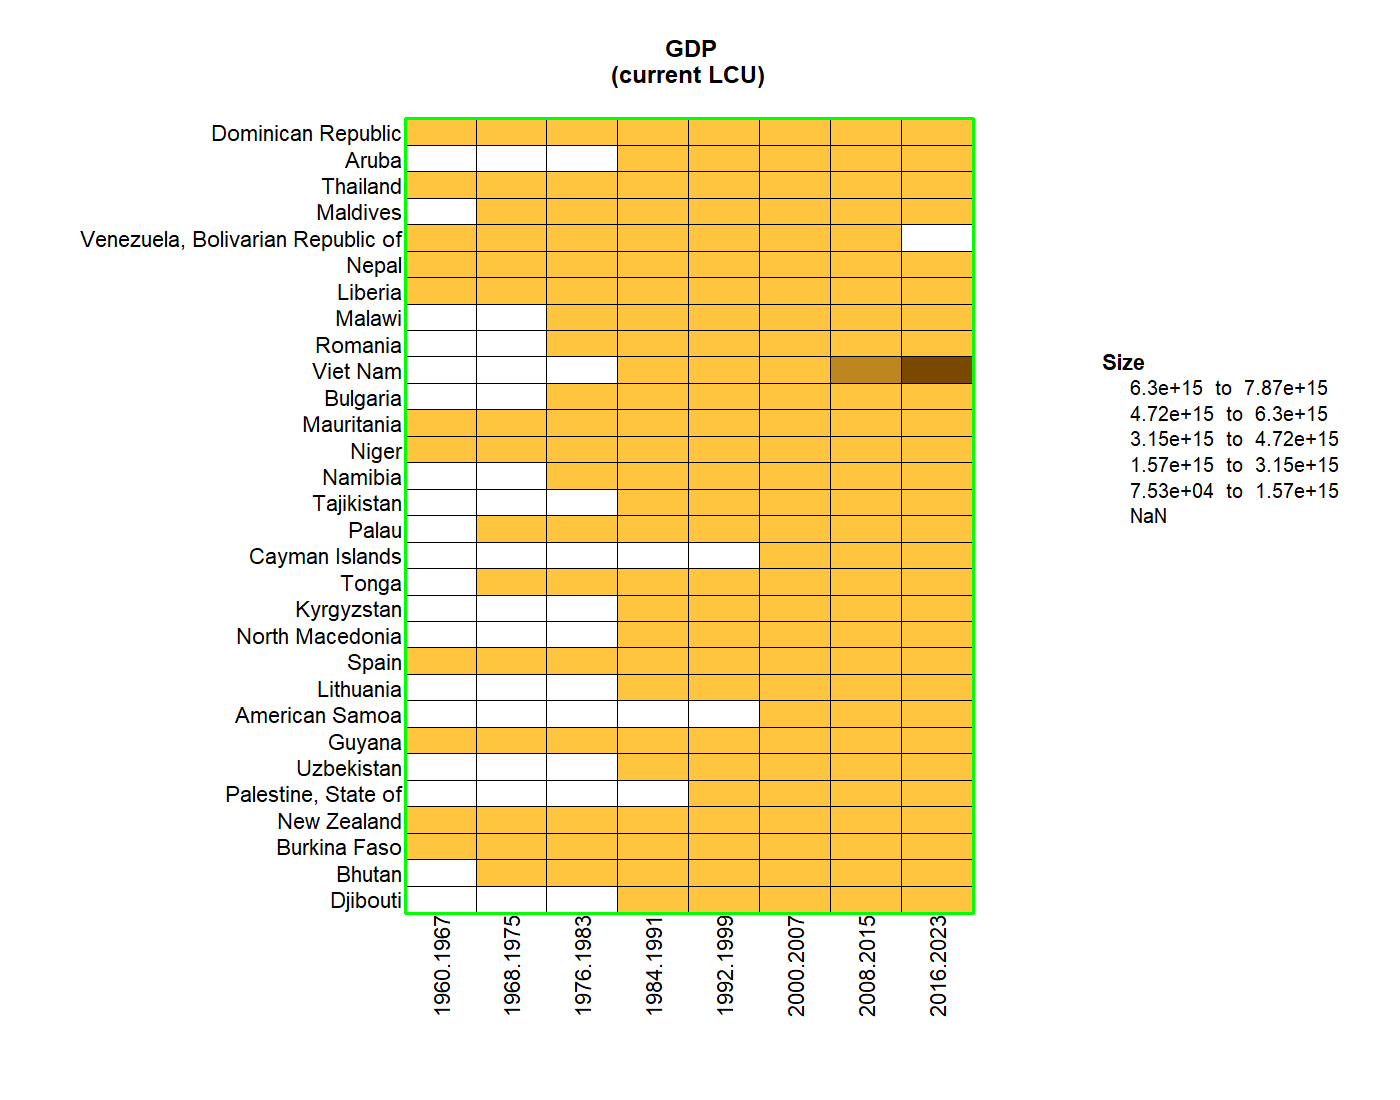 GDP
(current LCU)
Dominican Republic
Aruba
Thailand
Maldives
Venezuela, Bolivarian Republic of
Nepal
Liberia
Malawi
Romania
Viet Nam
Bulgaria
Mauritania
Niger
Namibia
Tajikistan
Palau
Cayman Islands
Tonga
Kyrgyzstan
North Macedonia
Spain
Lithuania
American Samoa
Guyana
Uzbekistan
Palestine, State of
New Zealand
Burkina Faso
Bhutan
Djibouti
1960.1967
1968.1975
1976.1983
1984.1991
1992.1999
2000.2007
2008.2015
2016.2023
Size
6.3e+15 to 7.87e+15
4.72e+15 to 6.3e+15
3.15e+15 to 4.72e+15
1.57e+15 to 3.15e+15
7.53e+04 to 1.57e+15
NaN